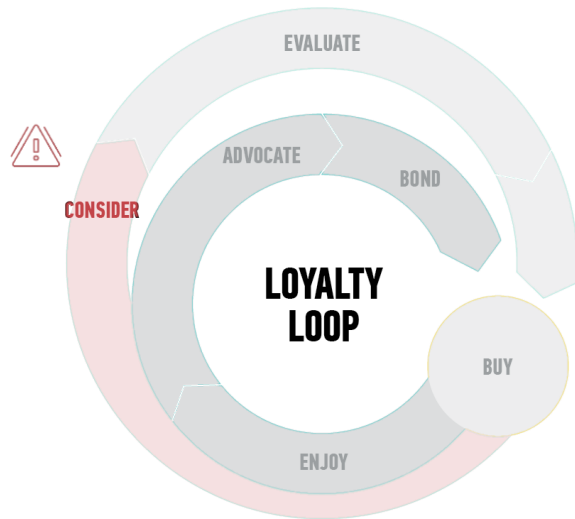 EVALUATE
ADVOCATE
BOND
CONSIDER
LOYALTY
LOOP
BUY
ENJOY